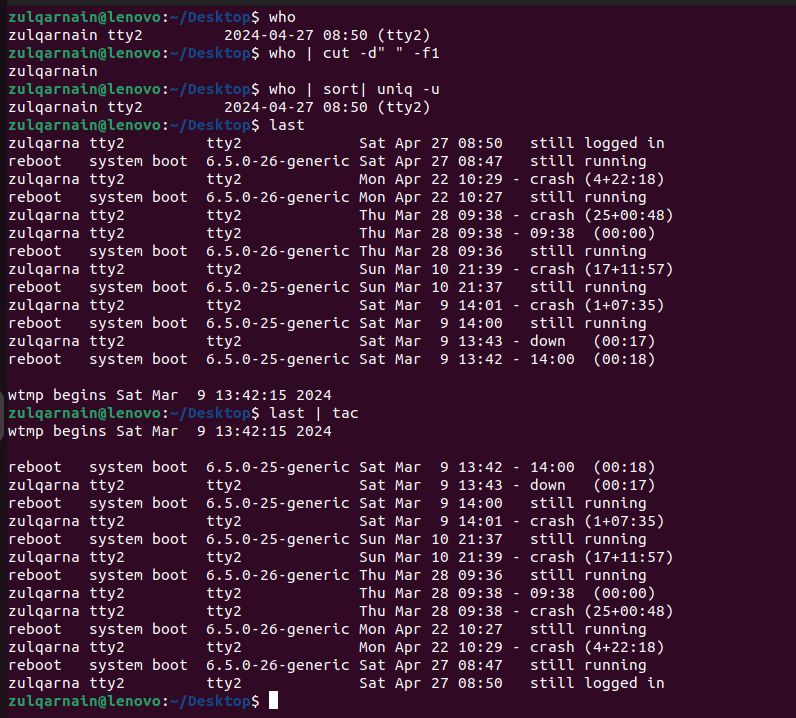 zulqarnain@lenovo:~/Desktop$ who
zulqarnain tty2         2024-04-27 08:50 (tty2)
zulqarnain@lenovo:~/Desktop$ who | cut -d" " -f1
zulqarnain
zulqarnain@lenovo:~/Desktop$ who | sort| uniq -u
zulqarnain tty2         2024-04-27 08:50 (tty2)
zulqarnain@lenovo:~/Desktop$ last
zulqarna tty2         tty2             Sat Apr 27 08:50   still logged in
reboot   system boot  6.5.0-26-generic Sat Apr 27 08:47   still running
zulqarna tty2         tty2             Mon Apr 22 10:29 - crash (4+22:18)
reboot   system boot  6.5.0-26-generic Mon Apr 22 10:27   still running
zulqarna tty2         tty2             Thu Mar 28 09:38 - crash (25+00:48)
zulqarna tty2         tty2             Thu Mar 28 09:38 - 09:38  (00:00)
reboot   system boot  6.5.0-26-generic Thu Mar 28 09:36   still running
zulqarna tty2         tty2             Sun Mar 10 21:39 - crash (17+11:57)
reboot   system boot  6.5.0-25-generic Sun Mar 10 21:37   still running
zulqarna tty2         tty2             Sat Mar  9 14:01 - crash (1+07:35)
reboot   system boot  6.5.0-25-generic Sat Mar  9 14:00   still running
zulqarna tty2         tty2             Sat Mar  9 13:43 - down   (00:17)
reboot   system boot  6.5.0-25-generic Sat Mar  9 13:42 - 14:00  (00:18)

wtmp begins Sat Mar  9 13:42:15 2024
zulqarnain@lenovo:~/Desktop$ last | tac
wtmp begins Sat Mar  9 13:42:15 2024

reboot   system boot  6.5.0-25-generic Sat Mar  9 13:42 - 14:00  (00:18)
zulqarna tty2         tty2             Sat Mar  9 13:43 - down   (00:17)
reboot   system boot  6.5.0-25-generic Sat Mar  9 14:00   still running
zulqarna tty2         tty2             Sat Mar  9 14:01 - crash (1+07:35)
reboot   system boot  6.5.0-25-generic Sun Mar 10 21:37   still running
zulqarna tty2         tty2             Sun Mar 10 21:39 - crash (17+11:57)
reboot   system boot  6.5.0-26-generic Thu Mar 28 09:36   still running
zulqarna tty2         tty2             Thu Mar 28 09:38 - 09:38  (00:00)
zulqarna tty2         tty2             Thu Mar 28 09:38 - crash (25+00:48)
reboot   system boot  6.5.0-26-generic Mon Apr 22 10:27   still running
zulqarna tty2         tty2             Mon Apr 22 10:29 - crash (4+22:18)
reboot   system boot  6.5.0-26-generic Sat Apr 27 08:47   still running
zulqarna tty2         tty2             Sat Apr 27 08:50   still logged in
zulqarnain@lenovo:~/Desktop$